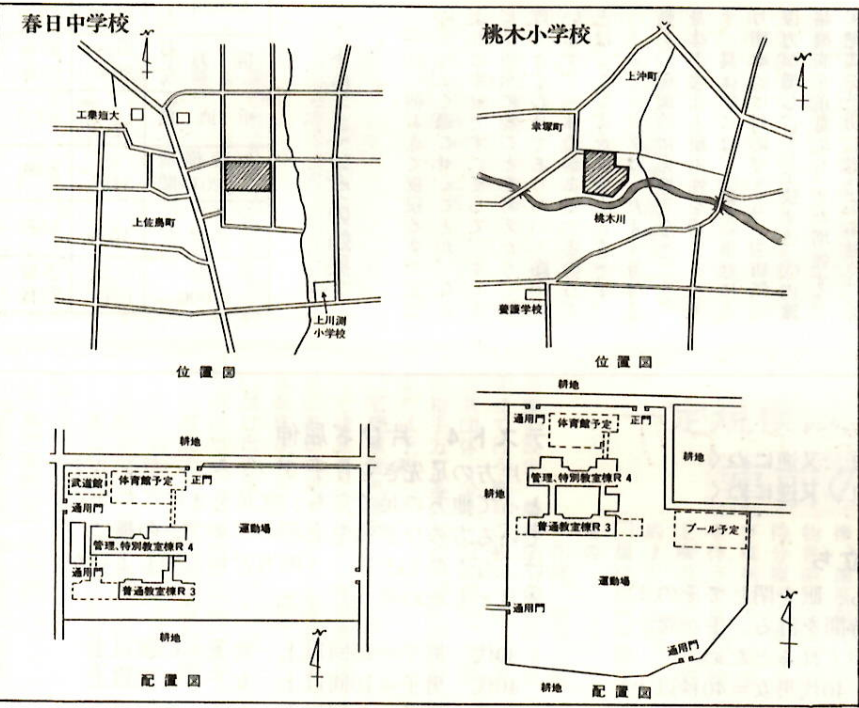 春日中学校
N
工業短大
上佐鳥町
上川淵
小学校
位置図
桃木小学校
N
上沖町
幸塚町
桃木川
養護学校
位置図
耕地
武道館
体育館予定
正門
通用門
管理、特別教室棟R4
運動場
通用門
普通教室棟R3
耕地
N
配置図
耕地
通用門
体育館予定
正門
耕地
管理、特別教室棟R4
耕地
普通教室棟R3
プール予定
運動場
通用門
通用門
N
耕地
配置図